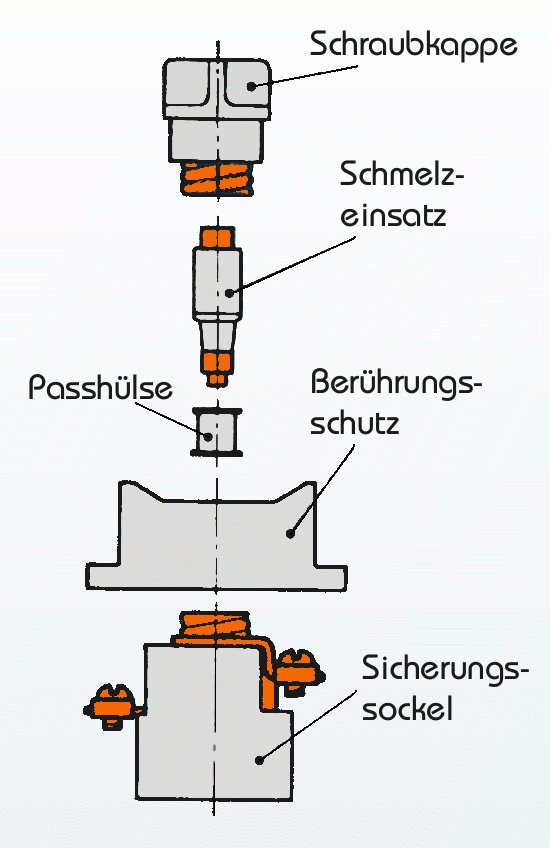 Schraubkappe
Schmelz-
einsatz
Passhülse
Berührungs-
schutz
Sicherungs-
sockel